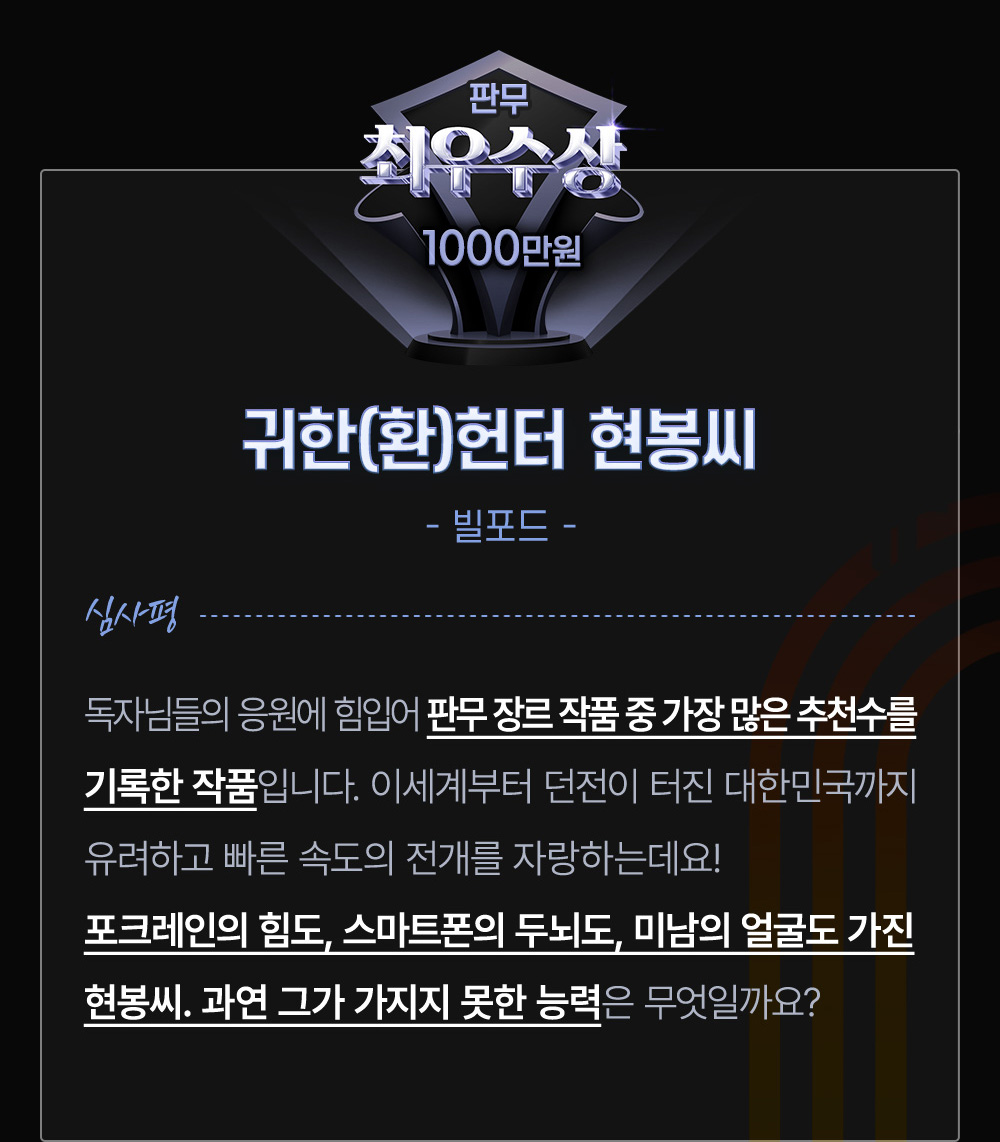 판무
최우수상
1000만원
귀한(환)헌터 현봉씨
- 빌포드 -
심사평
독자님들의 응원에 힘입어 판무 장르 작품 중 가장 많은 추천수를
기록한 작품입니다. 이세계부터 던전이 터진 대한민국까지
유려하고 빠른 속도의 전개를 자랑하는데요!
포크레인의 힘도, 스마트폰의 두뇌도, 미남의 얼굴도 가진
현봉씨. 과연 그가 가지지 못한 능력은 무엇일까요?